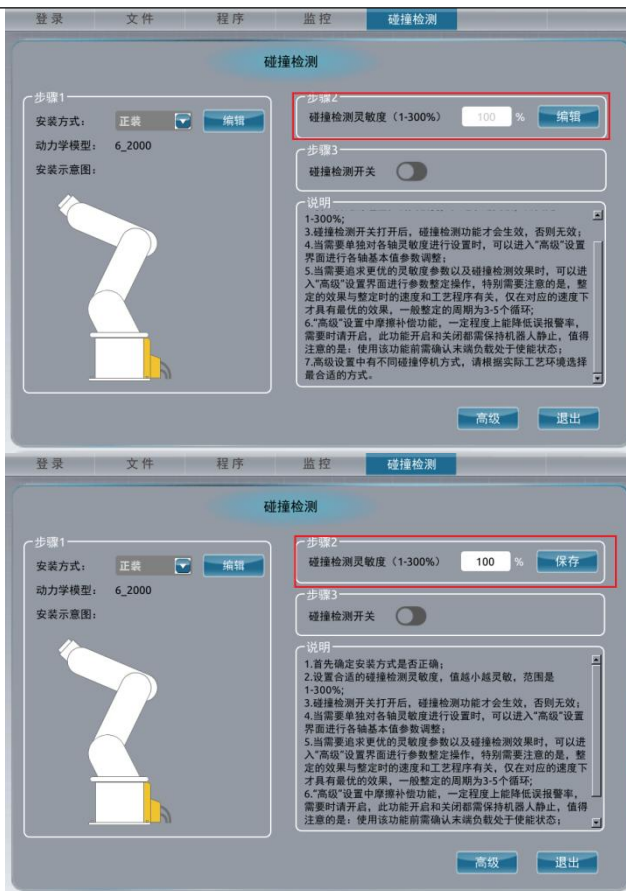 登录 文件 程序 监控 碰撞检测
碰撞检测
步骤1
安装方式： 正装 编辑
动力学模型： 6_2000
安装示意图：
步骤2
碰撞检测灵敏度（1-300%） 100 % 编辑
步骤3
碰撞检测开关
说明
1-300%;
3.碰撞检测开关打开后，碰撞检测功能才会生效，否则无效；
4.当需要单独对各轴灵敏度进行设置时，可以进入“高级”设置
界面进行各轴基本值参数调整；
5.当需要追求更优的灵敏度参数以及碰撞检测效果时，可以进
入“高级”设置界面进行参数整定操作，特别需要注意的是，整
定的效果与整定时的速度和工艺程序有关，仅在对应的速度下
才具有最优的效果，一般整定的周期为3-5个循环；
6.“高级”设置中摩擦补偿功能，一定程度上能降低误报警率，
需要时请开启，此功能开启和关闭都需保持机器人静止，值得
注意的是：使用该功能前需确认末端负载处于使能状态；
7.高级设置中有不同碰撞停机方式，请根据实际工艺环境选择
最合适的方式。
高级 退出
登录 文件 程序 监控 碰撞检测
碰撞检测
步骤1
安装方式： 正装 编辑
动力学模型： 6_2000
安装示意图：
步骤2
碰撞检测灵敏度（1-300%） 100 % 保存
步骤3
碰撞检测开关
说明
1.首先确定安装方式是否正确；
2.设置合适的碰撞检测灵敏度，值越小越灵敏，范围是
1-300%;
3.碰撞检测开关打开后，碰撞检测功能才会生效，否则无效；
4.当需要单独对各轴灵敏度进行设置时，可以进入“高级”设置
界面进行各轴基本值参数调整；
5.当需要追求更优的灵敏度参数以及碰撞检测效果时，可以进
入“高级”设置界面进行参数整定操作，特别需要注意的是，整
定的效果与整定时的速度和工艺程序有关，仅在对应的速度下
才具有最优的效果，一般整定的周期为3-5个循环；
6.“高级”设置中摩擦补偿功能，一定程度上能降低误报警率，
需要时请开启，此功能开启和关闭都需保持机器人静止，值得
注意的是：使用该功能前需确认末端负载处于使能状态；
高级 退出